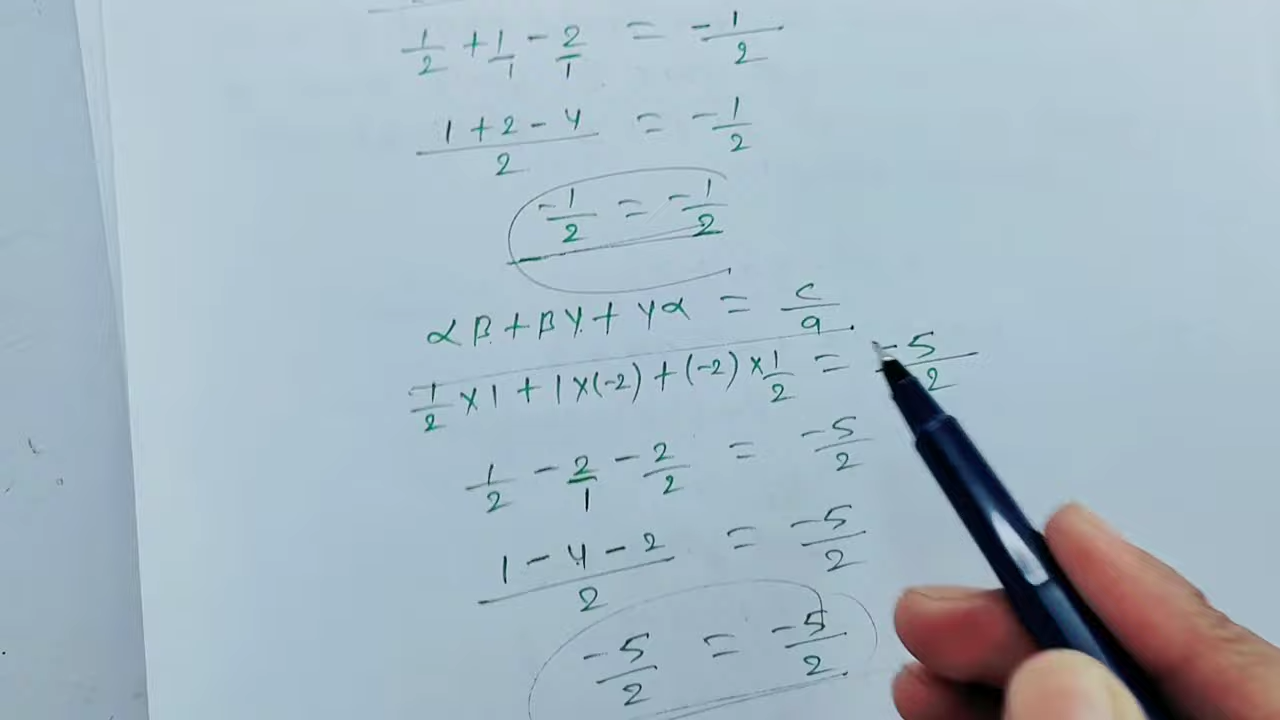 1/2 + 1/1 - 2/1 = -1/2
1+2-4/2 = -1/2
-1/2 = -1/2
αβ+βγ+γα = c/a
1/2 ×1 + 1×(-2) + (-2) × 1/2 = -5/2
1/2 - 2/1 - 2/2 = -5/2
1-4-2/2 = -5/2
-5/2 = -5/2